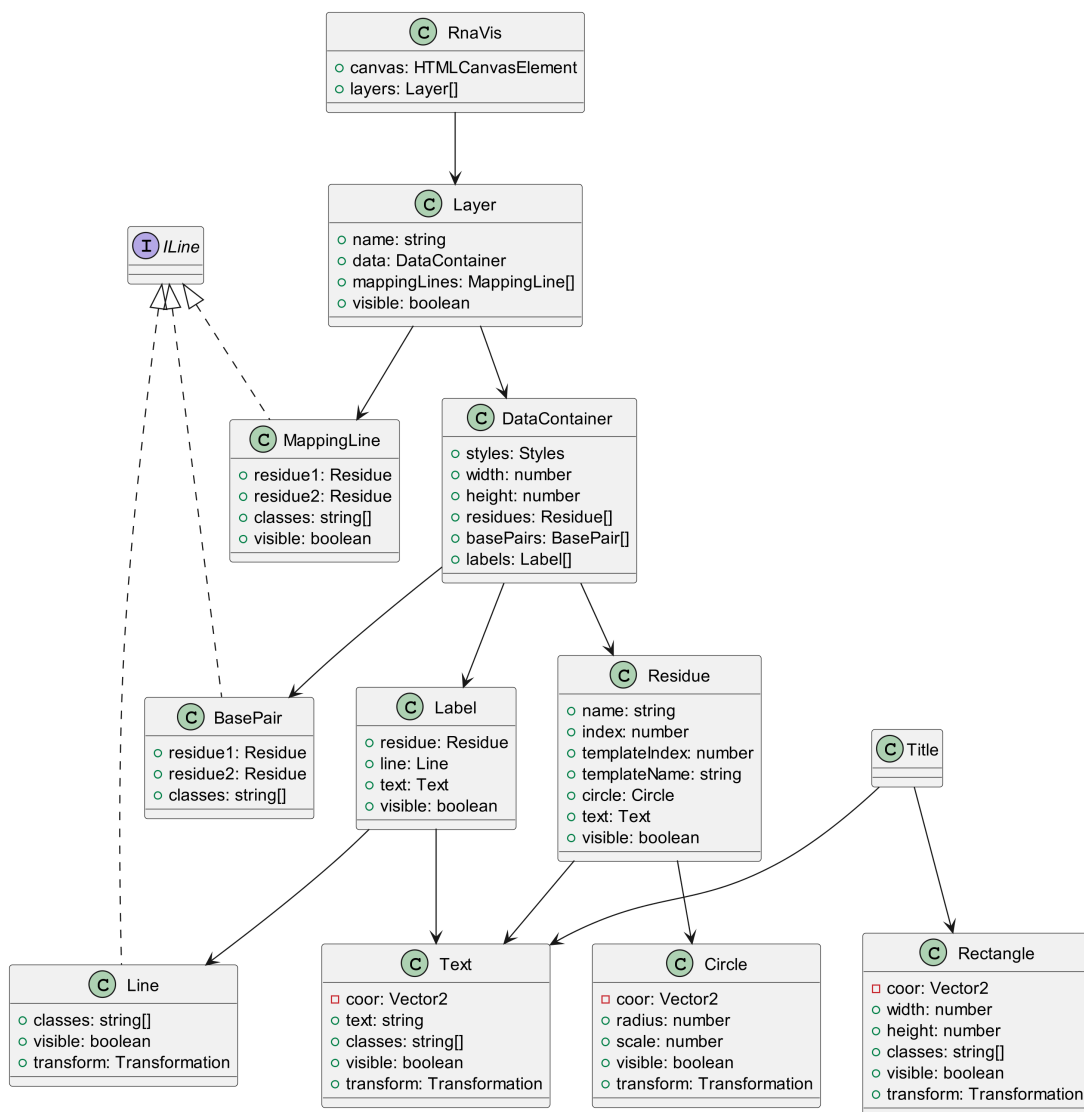 C RnaVis
canvas: HTMLCanvasElement
layers: Layer[]
C Layer
name: string
data: DataContainer
mappingLines: MappingLine[]
visible: boolean
I ILine
C MappingLine
residue1: Residue
residue2: Residue
classes: string[]
visible: boolean
C DataContainer
styles: Styles
width: number
height: number
residues: Residue[]
basePairs: BasePair[]
labels: Label[]
C BasePair
residue1: Residue
residue2: Residue
classes: string[]
C Label
residue: Residue
line: Line
text: Text
visible: boolean
C Residue
name: string
index: number
templateIndex: number
templateName: string
circle: Circle
text: Text
visible: boolean
C Title
C Line
classes: string[]
visible: boolean
transform: Transformation
C Text
coor: Vector2
text: string
classes: string[]
visible: boolean
transform: Transformation
C Circle
coor: Vector2
radius: number
scale: number
visible: boolean
transform: Transformation
C Rectangle
coor: Vector2
width: number
height: number
classes: string[]
visible: boolean
transform: Transformation